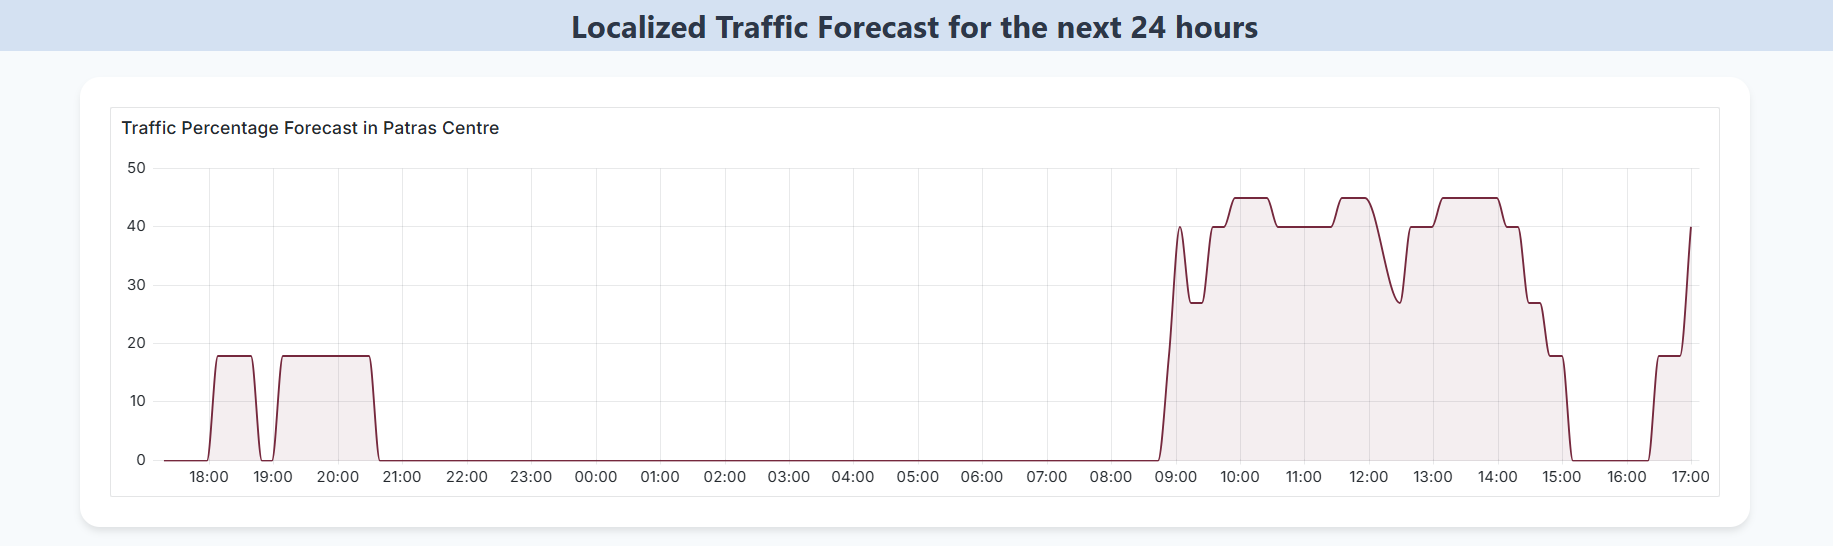 Localized Traffic Forecast for the next 24 hours
Traffic Percentage Forecast in Patras Centre
50
40
30
20
10
0
18:00 19:00 20:00 21:00 22:00 23:00 00:00 01:00 02:00 03:00 04:00 05:00 06:00 07:00 08:00 09:00 10:00 11:00 12:00 13:00 14:00 15:00 16:00 17:00